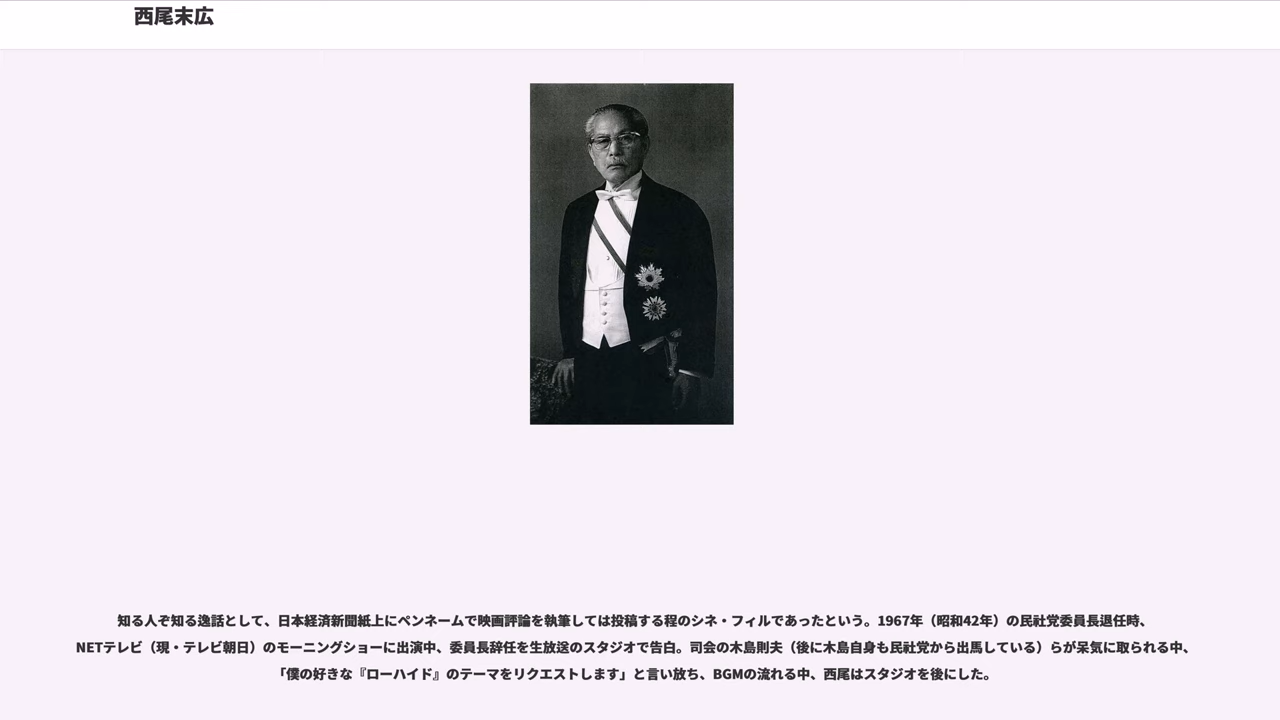 西尾末広
知る人ぞ知る逸話として、日本経済新聞紙上にペンネームで映画評論を執筆しては投稿する程のシネ・フィルであったという。1967年（昭和42年）の民社党委員長退任時、
NETテレビ（現・テレビ朝日）のモーニングショーに出演中、委員長辞任を生放送のスタジオで告白。司会の木島則夫（後に木島自身も民社党から出馬している）らが呆気に取られる中、
「僕の好きな『ローハイド』のテーマをリクエストします」と言い放ち、BGMの流れる中、西尾はスタジオを後にした。